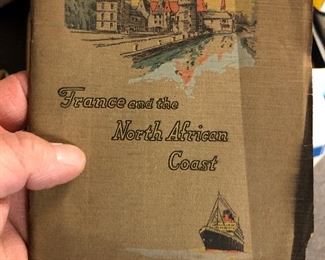 France and the
North African
Coast